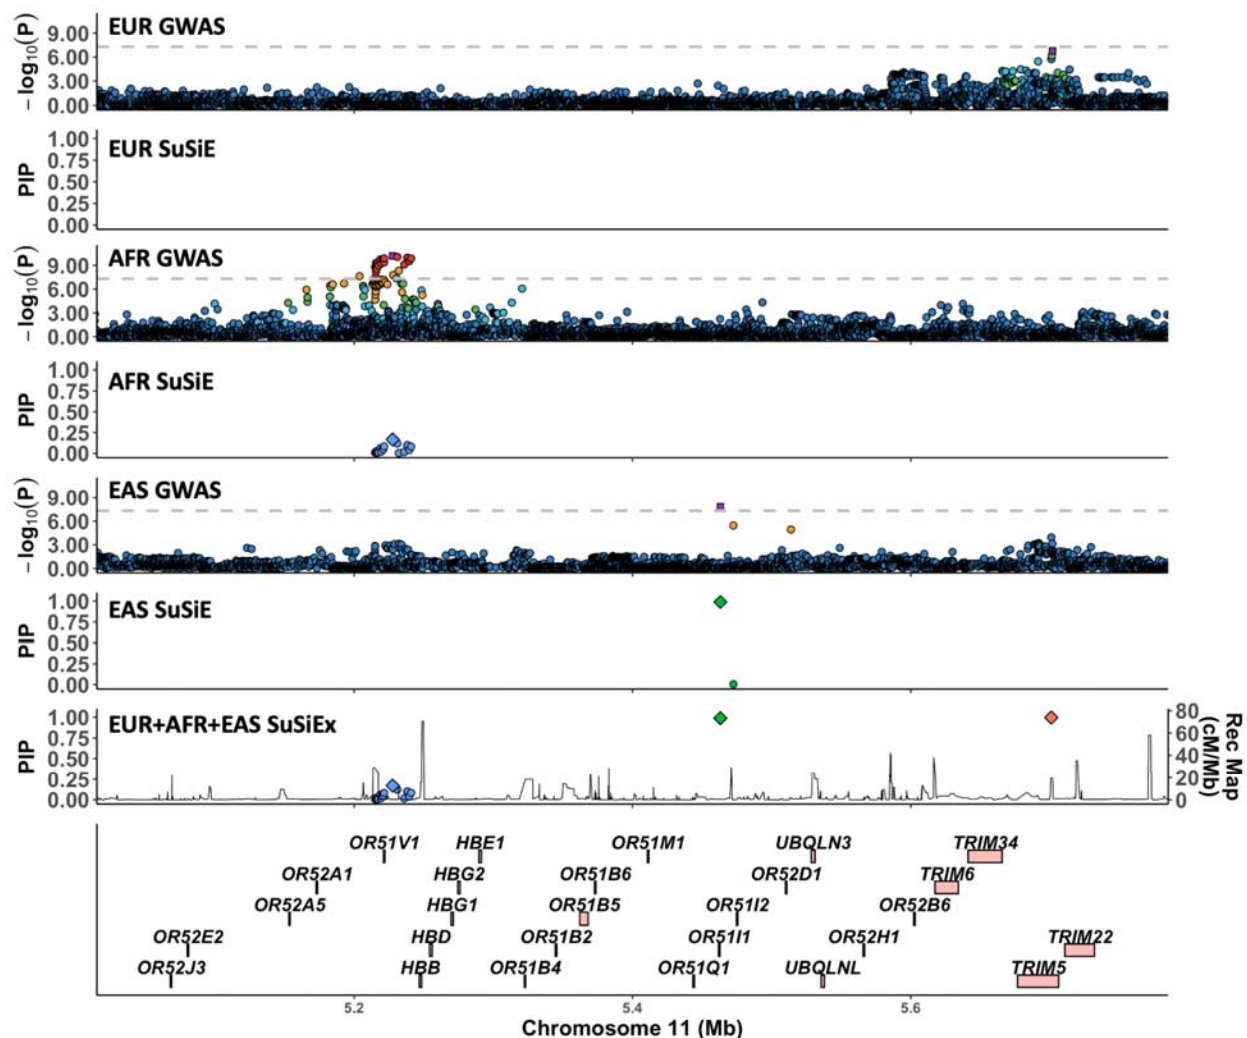 EUR GWAS
−log10(P)
9.00
6.00
3.00
0.00
EUR SuSiE
PIP
1.00
0.75
0.50
0.25
0.00
AFR GWAS
−log10(P)
9.00
6.00
3.00
0.00
AFR SuSiE
PIP
1.00
0.75
0.50
0.25
0.00
EAS GWAS
−log10(P)
9.00
6.00
3.00
0.00
EAS SuSiE
PIP
1.00
0.75
0.50
0.25
0.00
EUR+AFR+EAS SuSiEx
PIP
1.00
0.75
0.50
0.25
0.00
80
60
40
20
0
Rec Map
(cM/Mb)
OR51V1 HBE1 OR51M1 UBQLN3 TRIM34
OR52A1 HBG2 OR51B6 OR52D1 TRIM6
OR52A5 HBG1 OR51B5 OR51I2 OR52B6
OR52E2 HBD OR51B2 OR51I1 OR52H1 TRIM22
OR52J3 HBB OR51B4 OR51Q1 UBQLNL TRIM5
5.2 5.4 5.6
Chromosome 11 (Mb)